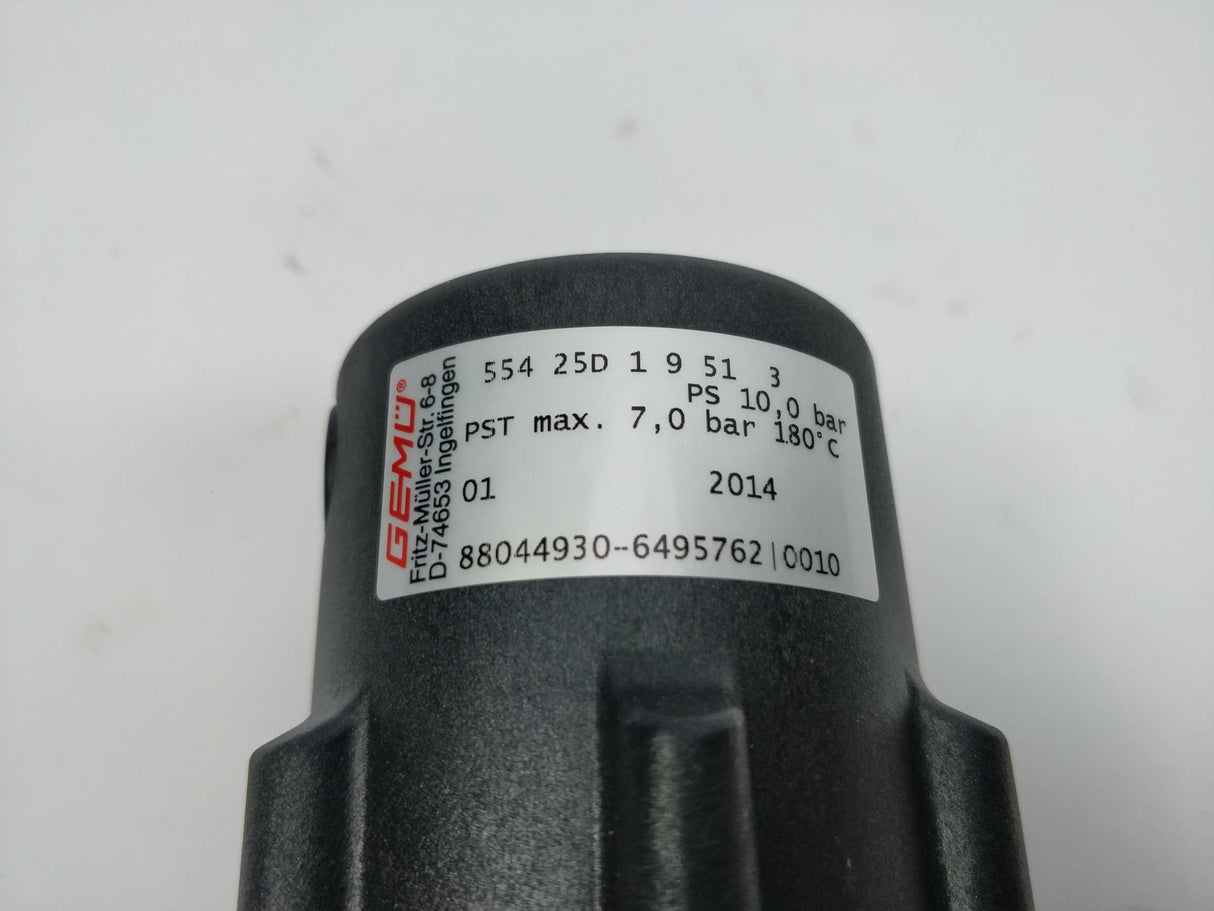 GEMÜ®
Fritz-Müller-Str. 6-8
D-74653 Ingelfingen
554 25D 1 9 51 3
PS 10,0 bar
PST max. 7,0 bar 180°C
01 2014
88044930--6495762|0010